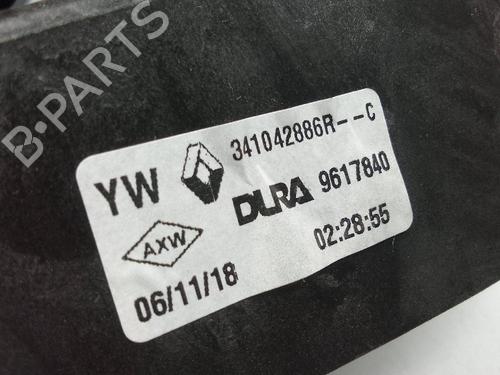 B-PARTS
YW 341042886R--C
DURA 9617840
AXW
06/11/18 02:28:55